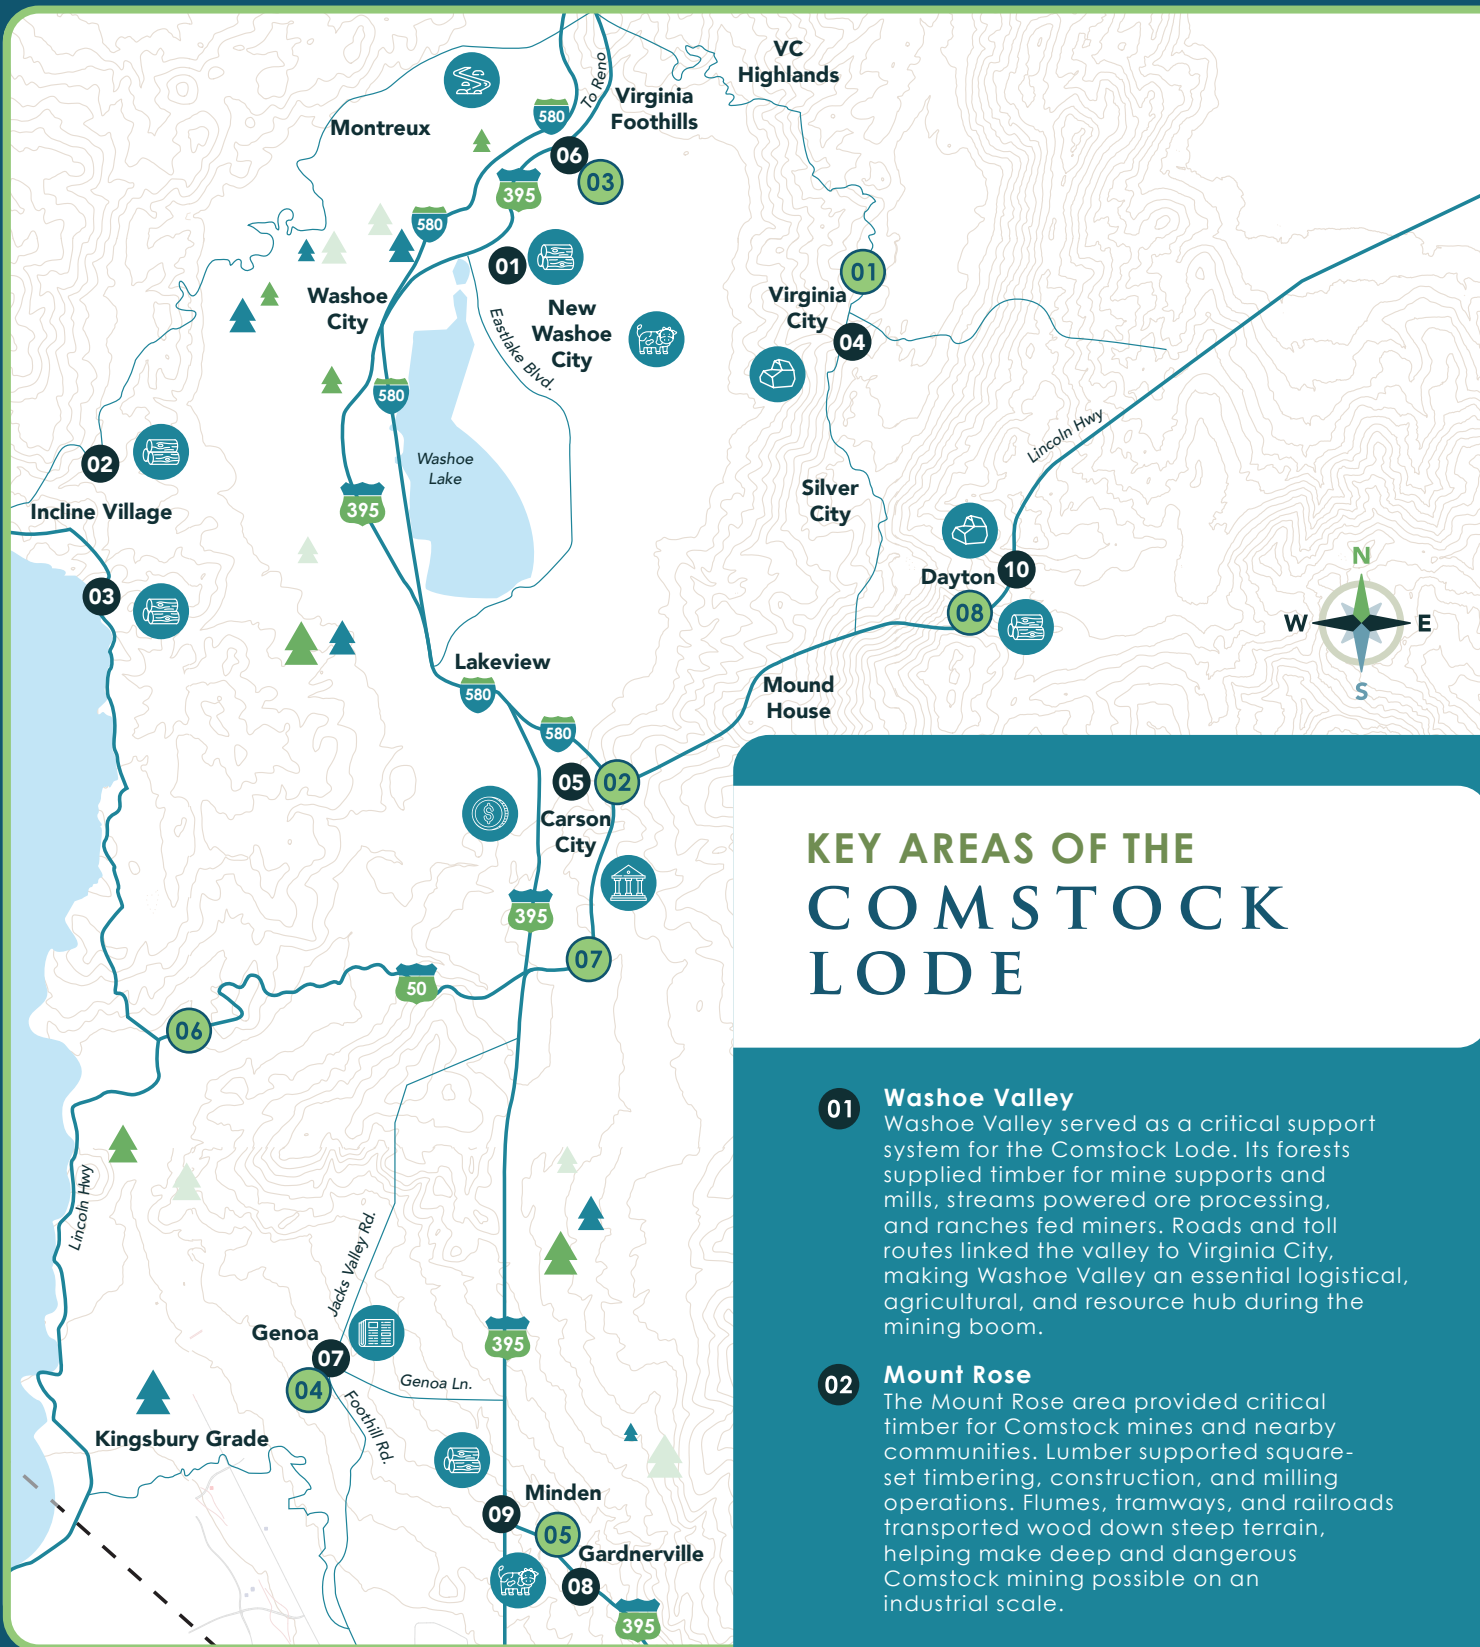 VC
Highlands
To Reno
Virginia
Foothills
Montreux
580
06
03
395
580
01
01
Washoe
City
New
Washoe
City
Eastlake Blvd.
Virginia
City
04
580
Lincoln Hwy
02
Washoe
Lake
395
Silver
City
Incline Village
N
W
E
S
10
Dayton
08
03
Lakeview
580
Mound
House
580
05
02
Carson
City
395
07
50
06
Lincoln Hwy
Jacks Valley Rd.
Genoa
07
04
395
Genoa Ln.
Foothill Rd.
Kingsbury Grade
Minden
09
05
Gardnerville
08
395
KEY AREAS OF THE
COMSTOCK
LODE
01
Washoe Valley
Washoe Valley served as a critical support
system for the Comstock Lode. Its forests
supplied timber for mine supports and
mills, streams powered ore processing,
and ranches fed miners. Roads and toll
routes linked the valley to Virginia City,
making Washoe Valley an essential logistical,
agricultural, and resource hub during the
mining boom.
02
Mount Rose
The Mount Rose area provided critical
timber for Comstock mines and nearby
communities. Lumber supported square-
set timbering, construction, and milling
operations. Flumes, tramways, and railroads
transported wood down steep terrain,
helping make deep and dangerous
Comstock mining possible on an
industrial scale.